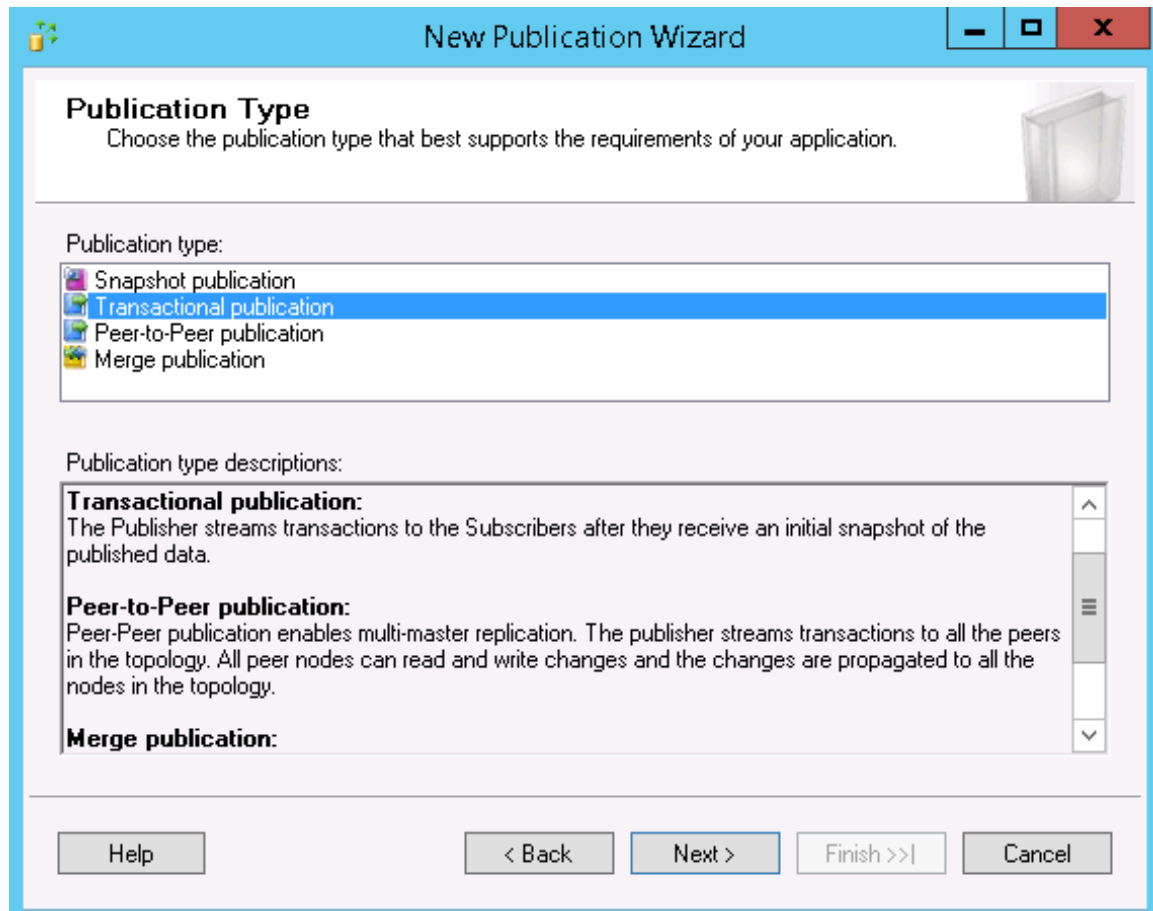 New Publication Wizard
Publication Type
Choose the publication type that best supports the requirements of your application.
Publication type:
Snapshot publication
Transactional publication
Peer-to-Peer publication
Merge publication
Publication type descriptions:
Transactional publication:
The Publisher streams transactions to the Subscribers after they receive an initial snapshot of the
published data.
Peer-to-Peer publication:
Peer-Peer publication enables multi-master replication. The publisher streams transactions to all the peers
in the topology. All peer nodes can read and write changes and the changes are propagated to all the
nodes in the topology.
Merge publication:
Help
< Back
Next >
Finish >>|
Cancel